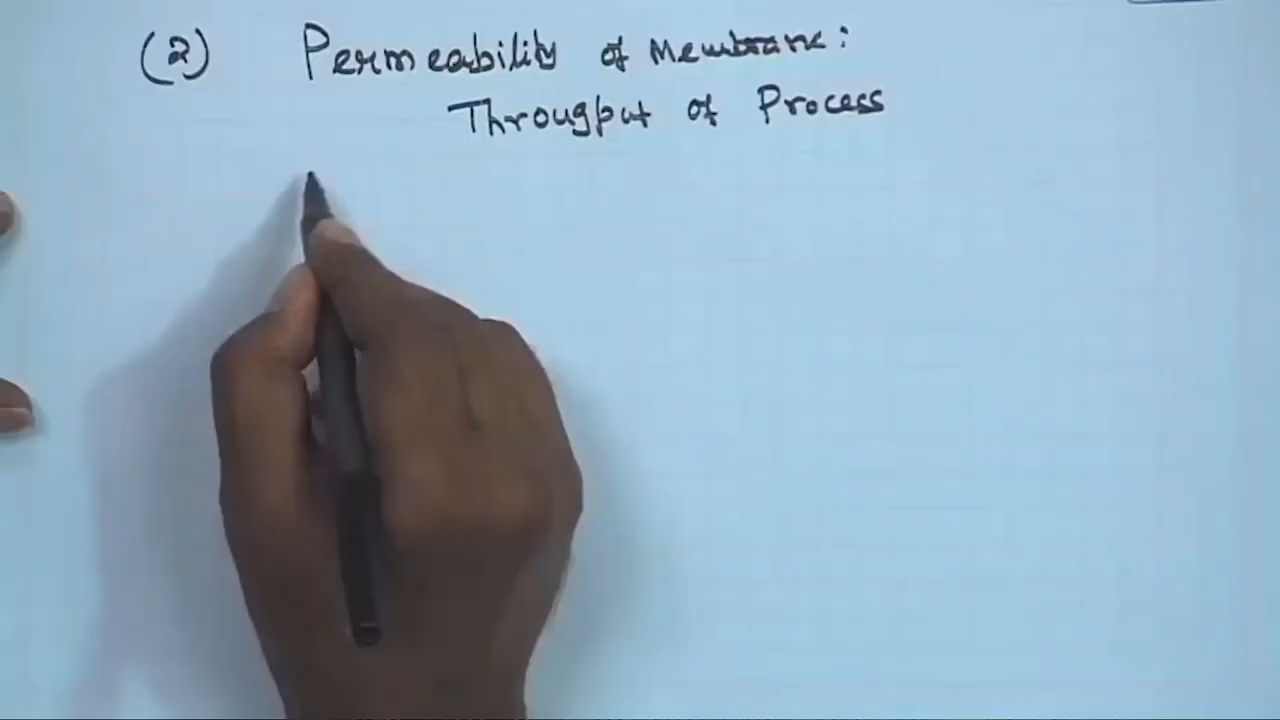 (2) Permeability of Membrane:
Througput of Process